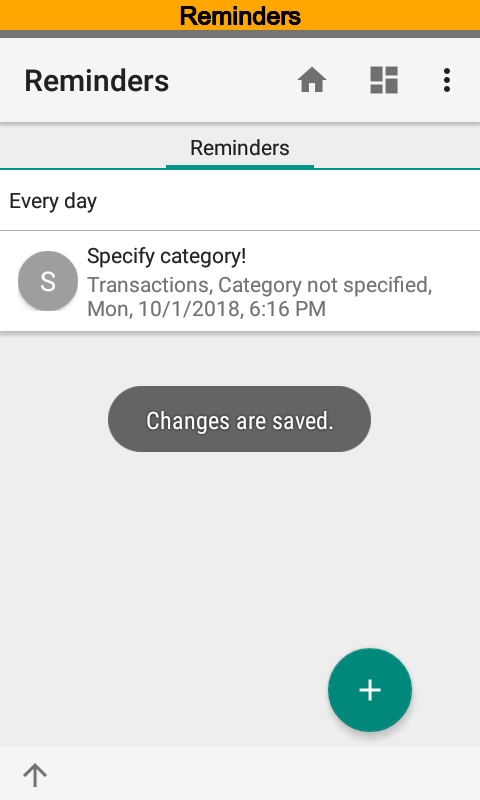 Reminders
Reminders
Reminders
Every day
S
Specify category!
Transactions, Category not specified,
Mon, 10/1/2018, 6:16 PM
Changes are saved.